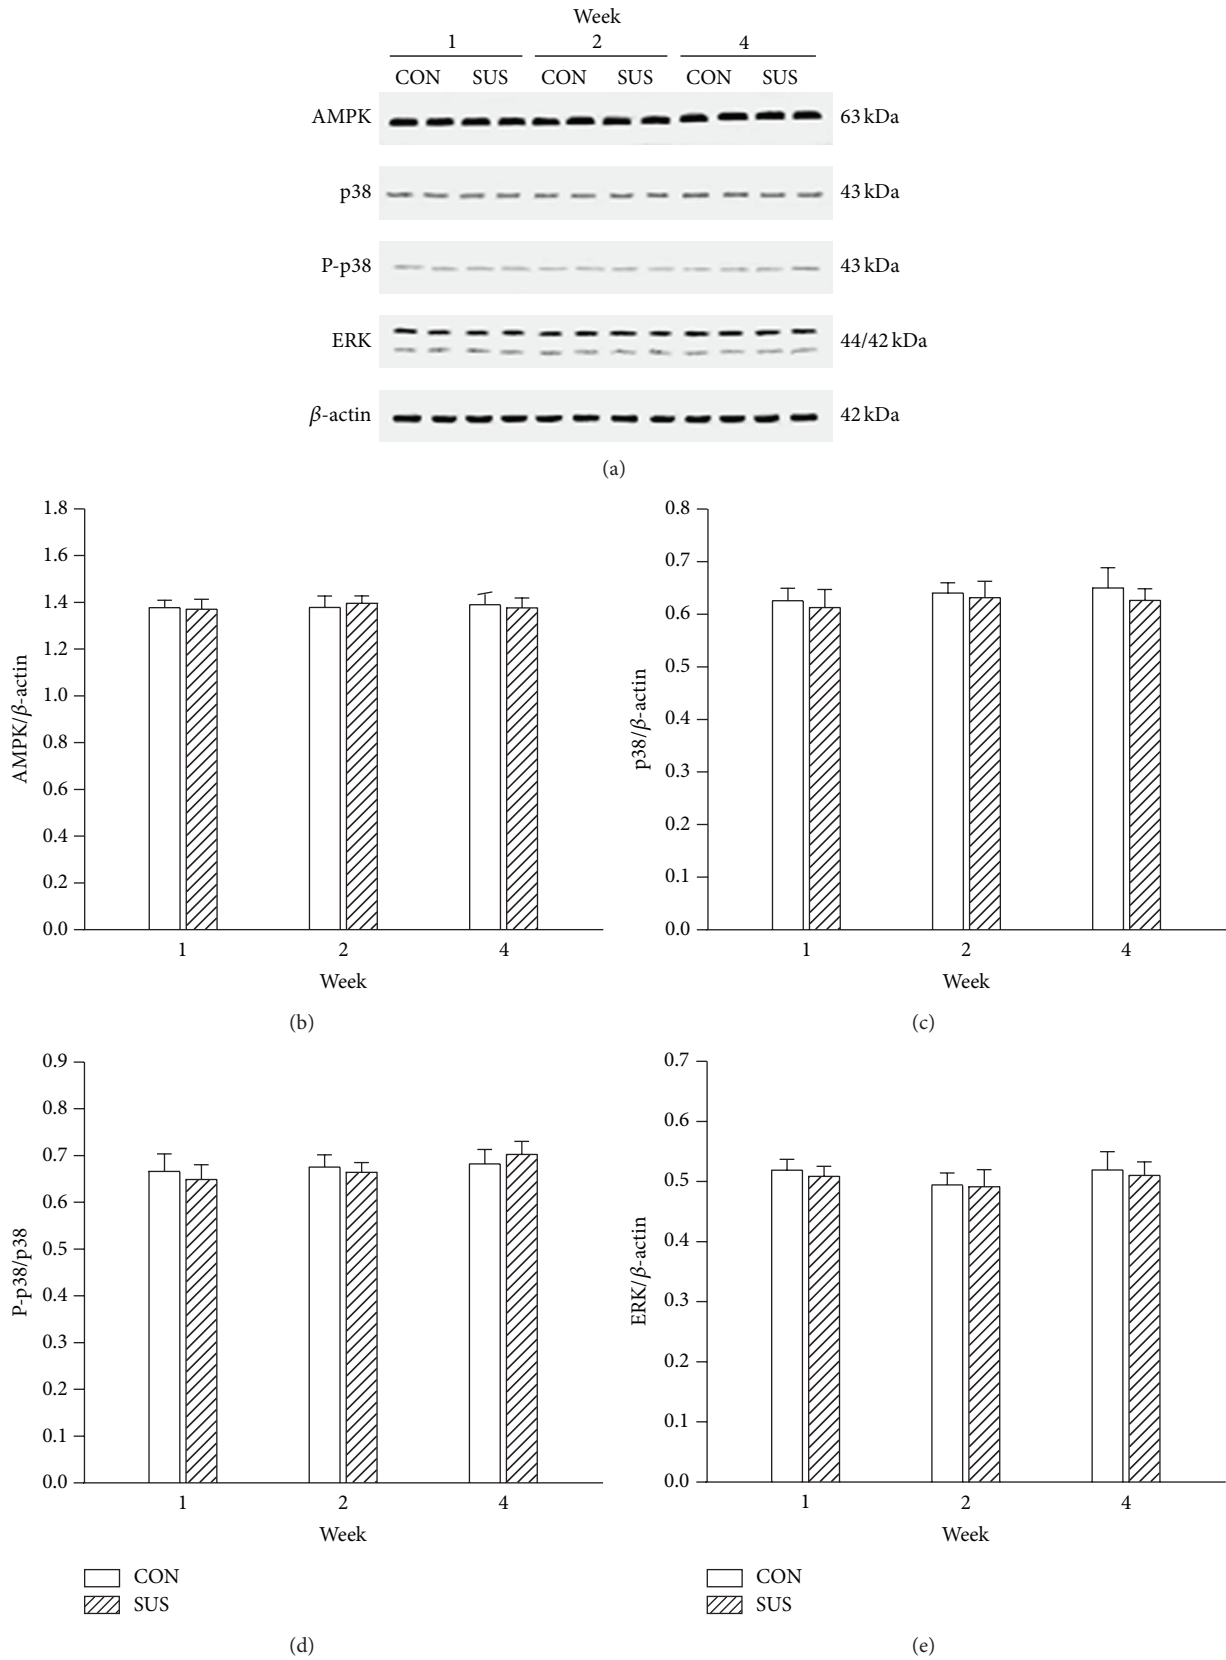 Week
1 2 4
CON SUS CON SUS CON SUS
AMPK 63 kDa
p38 43 kDa
P-p38 43 kDa
ERK 44/42 kDa
β-actin 42 kDa
(a)
1.8
1.6
1.4
1.2
1.0
0.8
0.6
0.4
0.2
0.0
AMPK/β-actin
1 2 4
Week
(b)
0.8
0.7
0.6
0.5
0.4
0.3
0.2
0.1
0.0
p38/β-actin
1 2 4
Week
(c)
0.9
0.8
0.7
0.6
0.5
0.4
0.3
0.2
0.1
0.0
P-p38/p38
1 2 4
Week
CON
SUS
(d)
0.7
0.6
0.5
0.4
0.3
0.2
0.1
0.0
ERK/β-actin
1 2 4
Week
CON
SUS
(e)